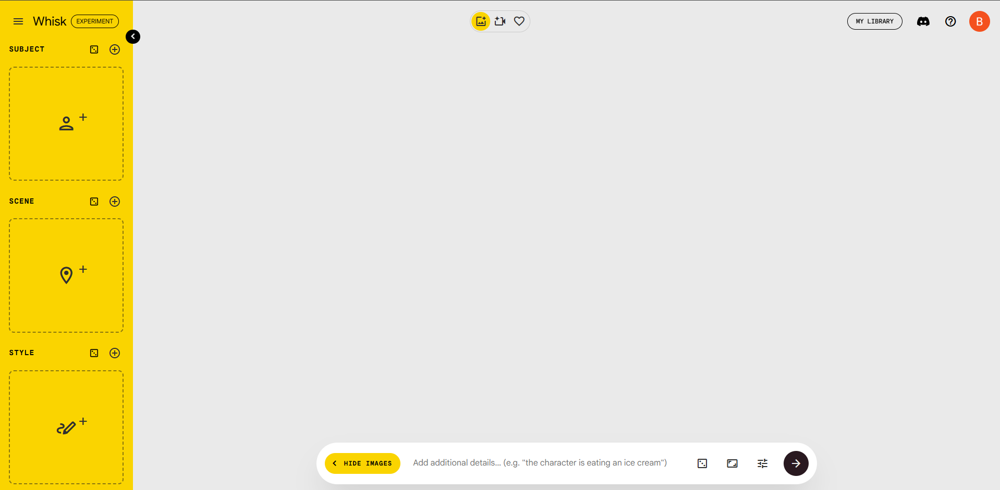 Whisk EXPERIMENT
MY LIBRARY
B
SUBJECT
SCENE
STYLE
HIDE IMAGES
Add additional details... (e.g. "the character is eating an ice cream")